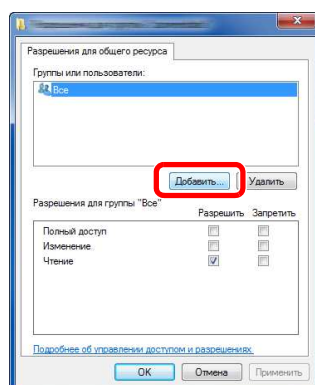 Разрешения для общего ресурса
Группы или пользователи:
Все
Добавить... Удалить
Разрешения для группы "Все"
Разрешить Запретить
Полный доступ
Изменение
Чтение
Подробнее об управлении доступом и разрешениях
ОК Отмена Применить